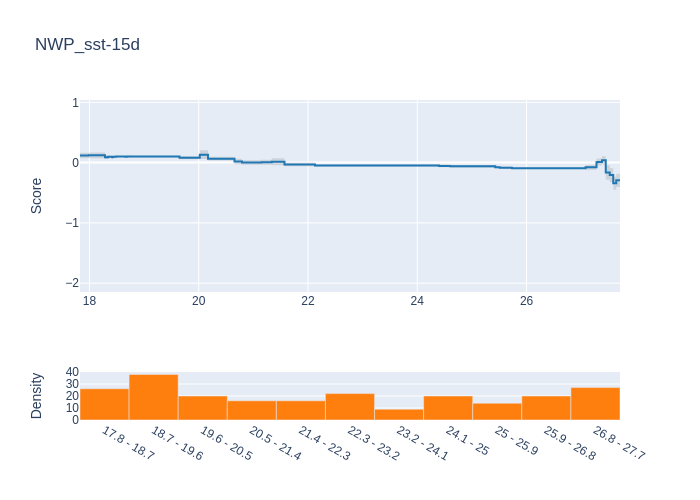 NWP_sst-15d
1
0
−1
−2
Score
18
20
22
24
26
40
30
20
10
0
Density
17.8 - 18.7
18.7 - 19.6
19.6 - 20.5
20.5 - 21.4
21.4 - 22.3
22.3 - 23.2
23.2 - 24.1
24.1 - 25
25 - 25.9
25.9 - 26.8
26.8 - 27.7